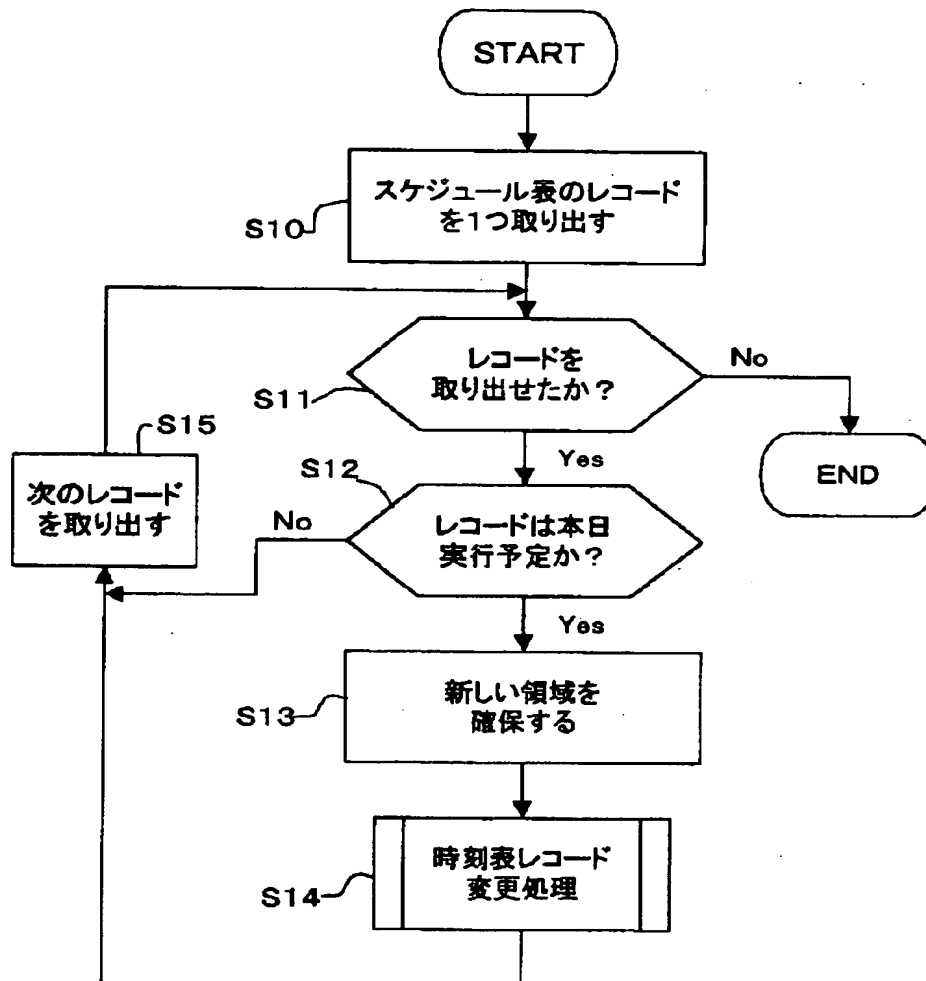 START
スケジュール表のレコード
を1つ取り出す
S10
レコードを
取り出せたか?
S11
No
END
Yes
S15
次のレコード
を取り出す
S12
No
レコードは本日
実行予定か?
Yes
新しい領域を
確保する
S13
時刻表レコード
変更処理
S14